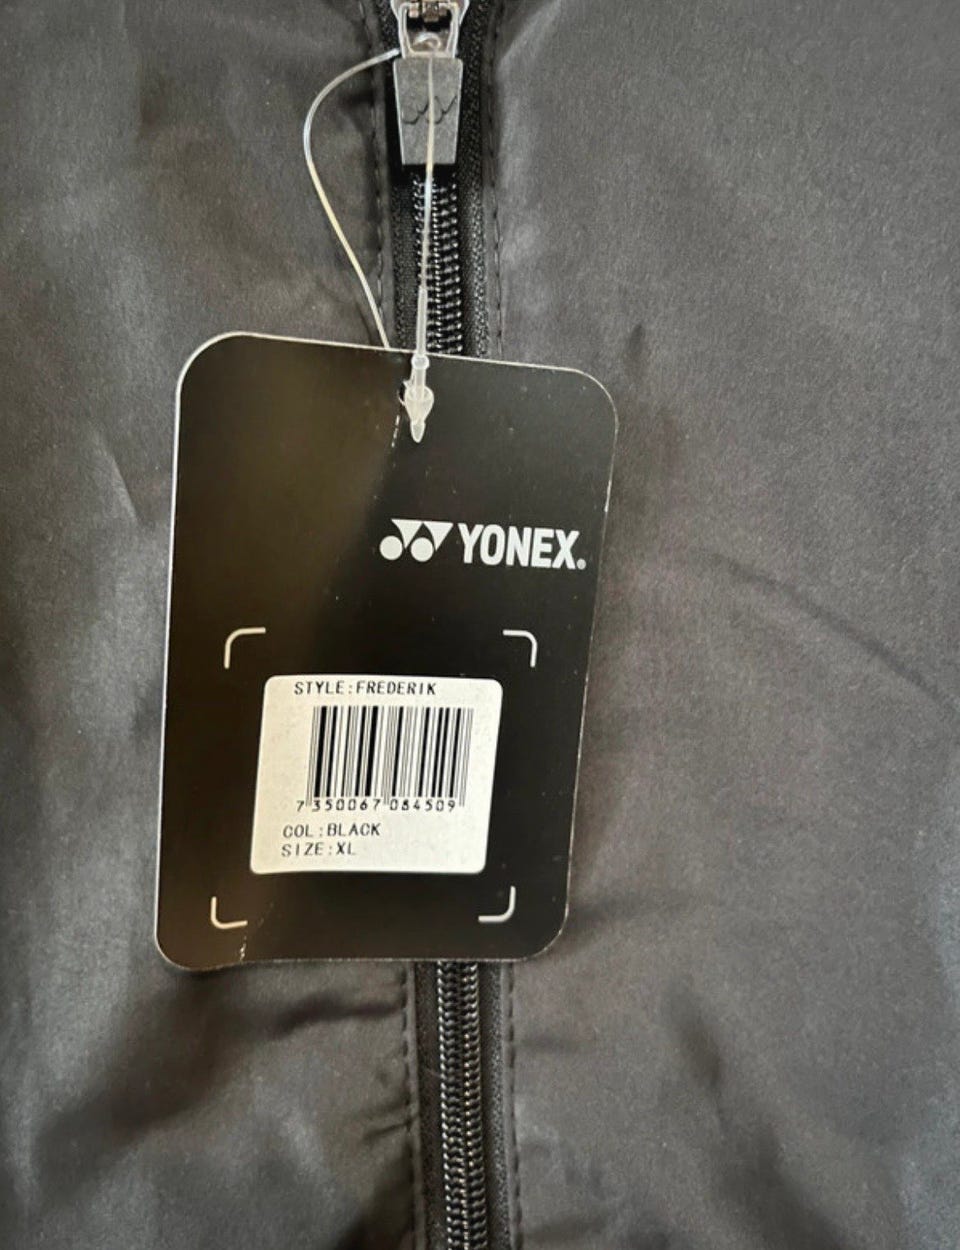 YONEX®
STYLE:FREDERIK
7 350067 084509
COL:BLACK
SIZE:XL